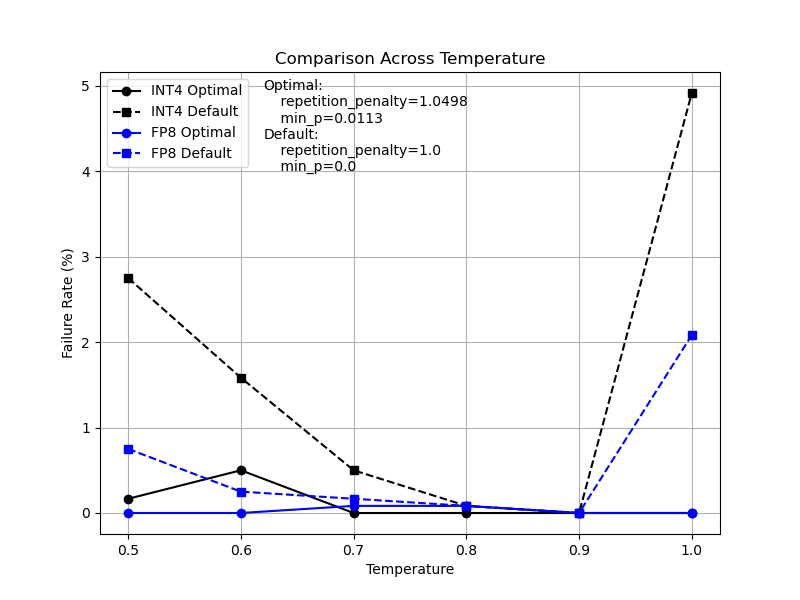 Comparison Across Temperature
INT4 Optimal
INT4 Default
FP8 Optimal
FP8 Default
Optimal:
repetition_penalty=1.0498
min_p=0.0113
Default:
repetition_penalty=1.0
min_p=0.0
Failure Rate (%)
5
4
3
2
1
0
0.5 0.6 0.7 0.8 0.9 1.0
Temperature